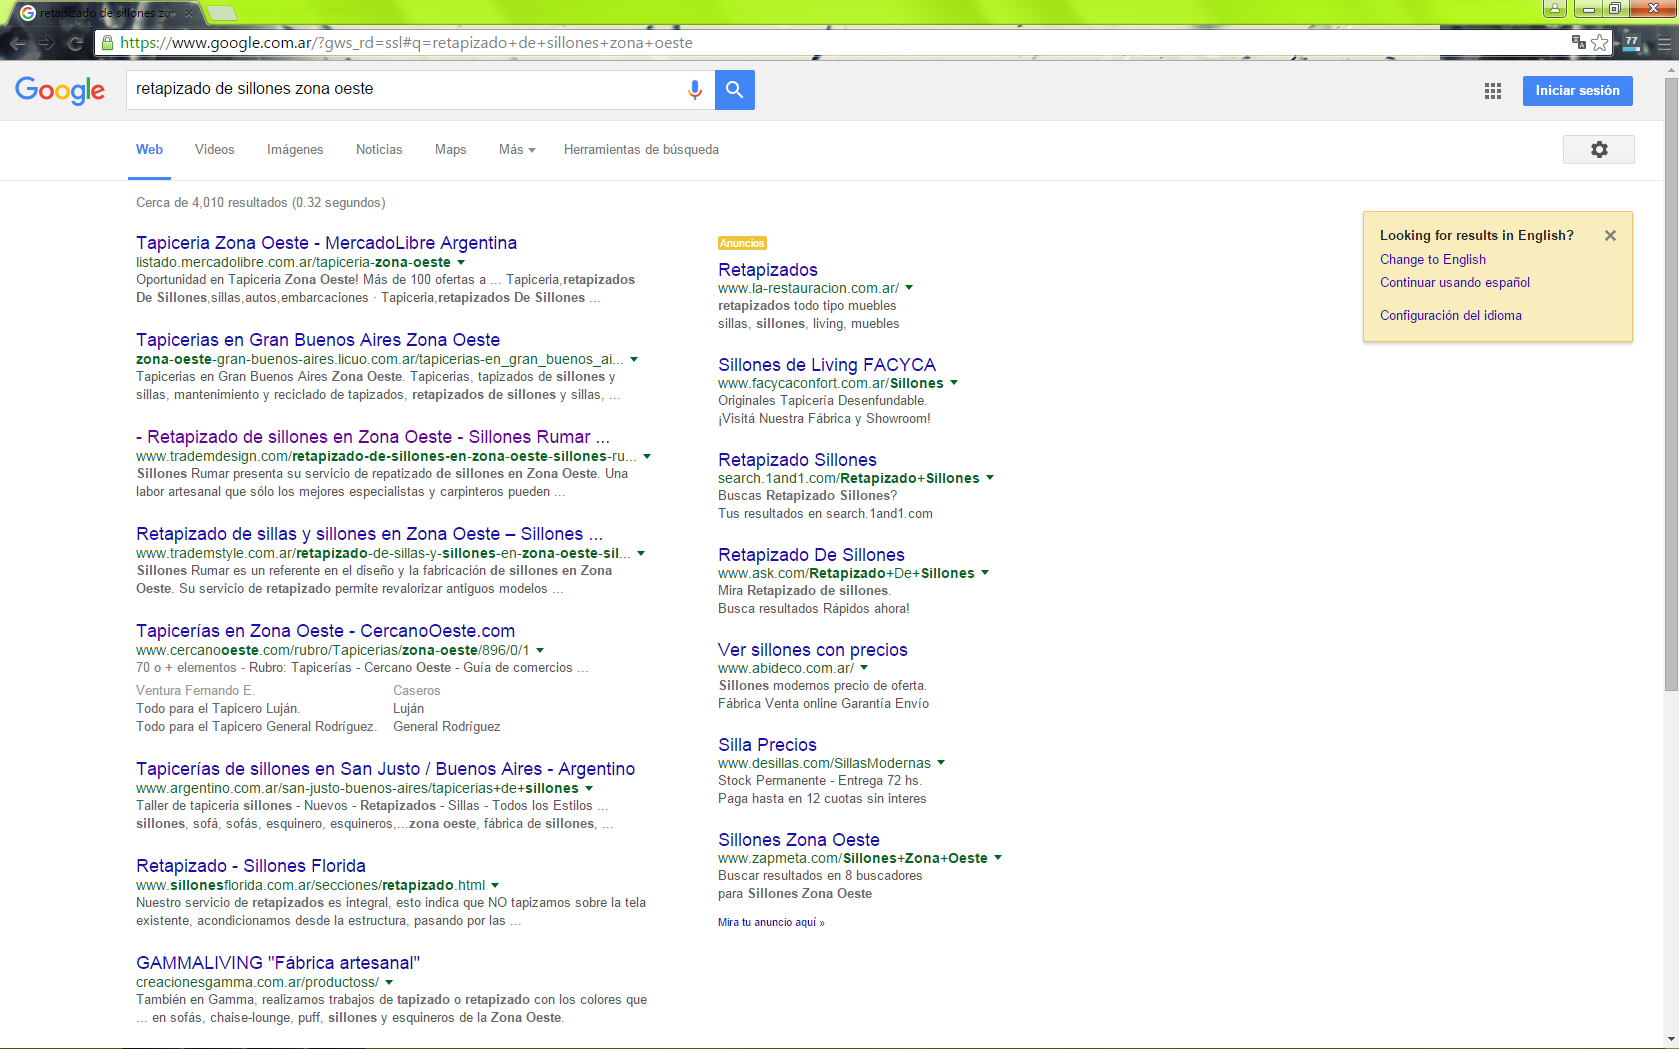 retapizado de sillones zo
https://www.google.com.ar/?gws_rd=ssl#q=retapizado+de+sillones+zona+oeste
77
Google
retapizado de sillones zona oeste
Iniciar sesión
Web
Videos
Imágenes
Noticias
Maps
Más
Herramientas de búsqueda
Cerca de 4,010 resultados (0.32 segundos)
Tapiceria Zona Oeste - MercadoLibre Argentina
listado.mercadolibre.com.ar/tapiceria-zona-oeste
Oportunidad en Tapiceria Zona Oeste! Más de 100 ofertas a ... Tapiceria,retapizados
De Sillones,sillas,autos,embarcaciones · Tapiceria,retapizados De Sillones ...
Tapicerias en Gran Buenos Aires Zona Oeste
zona-oeste-gran-buenos-aires.licuo.com.ar/tapicerias-en_gran_buenos_ai...
Tapicerias en Gran Buenos Aires Zona Oeste. Tapicerias, tapizados de sillones y
sillas, mantenimiento y reciclado de tapizados, retapizados de sillones y sillas, ...
- Retapizado de sillones en Zona Oeste - Sillones Rumar ...
www.trademdesign.com/retapizado-de-sillones-en-zona-oeste-sillones-ru...
Sillones Rumar presenta su servicio de repatizado de sillones en Zona Oeste. Una
labor artesanal que sólo los mejores especialistas y carpinteros pueden ...
Retapizado de sillas y sillones en Zona Oeste – Sillones ...
www.trademstyle.com.ar/retapizado-de-sillas-y-sillones-en-zona-oeste-sil...
Sillones Rumar es un referente en el diseño y la fabricación de sillones en Zona
Oeste. Su servicio de retapizado permite revalorizar antiguos modelos ...
Tapicerías en Zona Oeste - CercanoOeste.com
www.cercanooeste.com/rubro/Tapicerias/zona-oeste/896/0/1
70 o + elementos - Rubro: Tapicerías - Cercano Oeste - Guía de comercios ...
Ventura Fernando E. Caseros
Todo para el Tapicero Luján. Luján
Todo para el Tapicero General Rodríguez. General Rodríguez
Tapicerías de sillones en San Justo / Buenos Aires - Argentino
www.argentino.com.ar/san-justo-buenos-aires/tapicerias+de+sillones
Taller de tapiceria sillones - Nuevos - Retapizados - Sillas - Todos los Estilos ...
sillones, sofá, sofás, esquinero, esquineros,...zona oeste, fábrica de sillones, ...
Retapizado - Sillones Florida
www.sillonesflorida.com.ar/secciones/retapizado.html
Nuestro servicio de retapizados es integral, esto indica que NO tapizamos sobre la tela
existente, acondicionamos desde la estructura, pasando por las ...
GAMMALIVING "Fábrica artesanal"
creacionesgamma.com.ar/productoss/
También en Gamma, realizamos trabajos de tapizado o retapizado con los colores que
... en sofás, chaise-lounge, puff, sillones y esquineros de la Zona Oeste.
Anuncios
Retapizados
www.la-restauracion.com.ar/
retapizados todo tipo muebles
sillas, sillones, living, muebles
Sillones de Living FACYCA
www.facycaconfort.com.ar/Sillones
Originales Tapicería Desenfundable.
¡Visitá Nuestra Fábrica y Showroom!
Retapizado Sillones
search.1and1.com/Retapizado+Sillones
Buscas Retapizado Sillones?
Tus resultados en search.1and1.com
Retapizado De Sillones
www.ask.com/Retapizado+De+Sillones
Mira Retapizado de sillones.
Busca resultados Rápidos ahora!
Ver sillones con precios
www.abideco.com.ar/
Sillones modernos precio de oferta.
Fábrica Venta online Garantía Envío
Silla Precios
www.desillas.com/SillasModernas
Stock Permanente - Entrega 72 hs.
Paga hasta en 12 cuotas sin interes
Sillones Zona Oeste
www.zapmeta.com/Sillones+Zona+Oeste
Buscar resultados en 8 buscadores
para Sillones Zona Oeste
Mira tu anuncio aquí »
Looking for results in English?
Change to English
Continuar usando español
Configuración del idioma